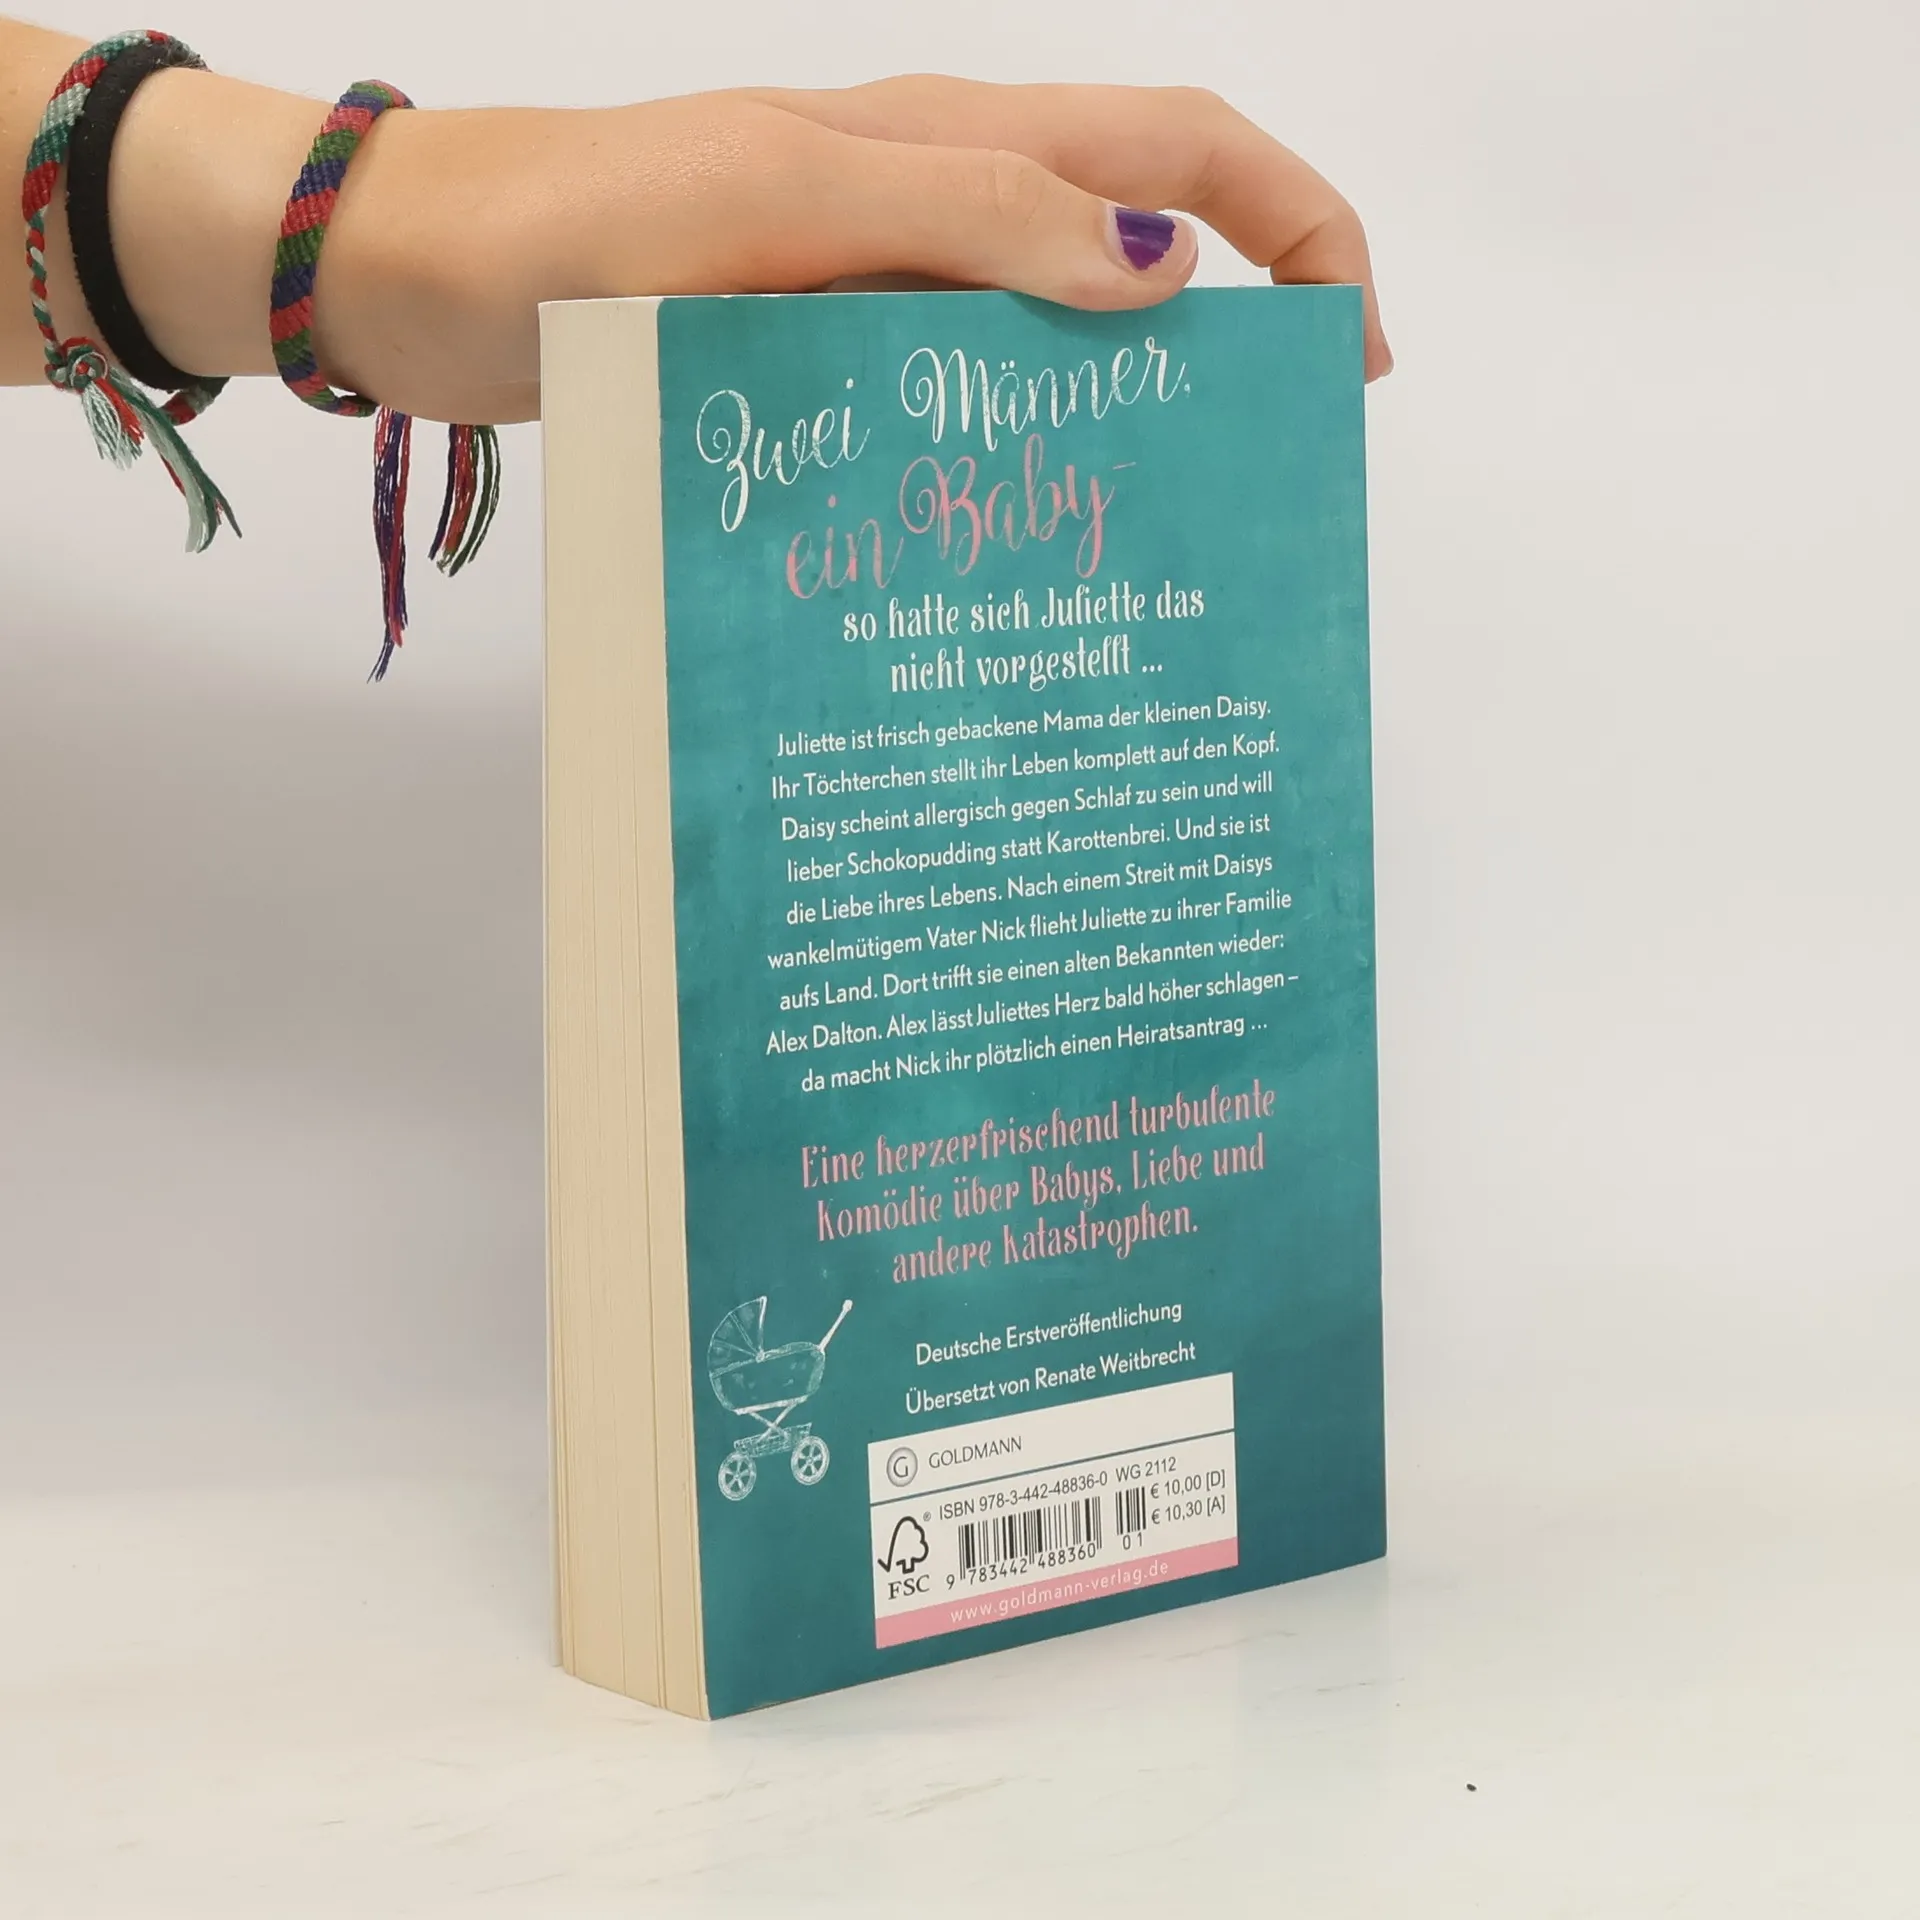 Zwei Männer,
ein Baby –
so hatte sich Juliette das
nicht vorgestellt ...
Juliette ist frisch gebackene Mama der kleinen Daisy.
Ihr Töchterchen stellt ihr Leben komplett auf den Kopf.
Daisy scheint allergisch gegen Schlaf zu sein und will
lieber Schokopudding statt Karottenbrei. Und sie ist
die Liebe ihres Lebens. Nach einem Streit mit Daisys
wankelmütigem Vater Nick flieht Juliette zu ihrer Familie
aufs Land. Dort trifft sie einen alten Bekannten wieder:
Alex Dalton. Alex lässt Juliettes Herz bald höher schlagen –
da macht Nick ihr plötzlich einen Heiratsantrag ...
Eine herzerfrischend turbulente
Komödie über Babys, Liebe und
andere Katastrophen.
Deutsche Erstveröffentlichung
Übersetzt von Renate Weitbrecht
G GOLDMANN
ISBN 978-3-442-48836-0 WG 2112
€ 10,00 [D]
€ 10,30 [A]
® FSC
9 783442 488360 01
www.goldmann-verlag.de